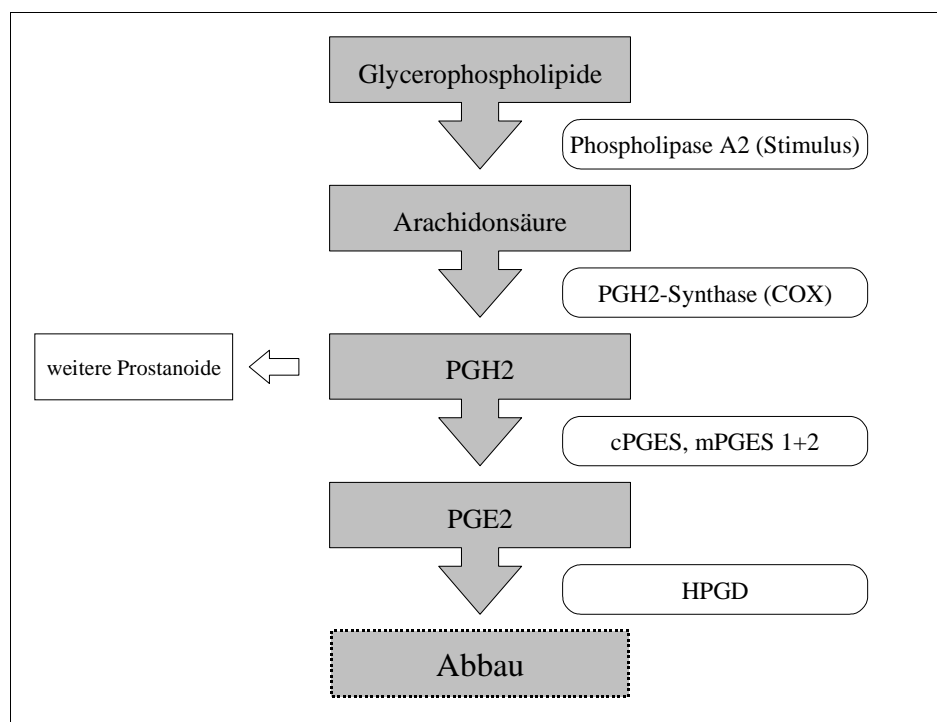 Glycerophospholipide
Phospholipase A2 (Stimulus)
Arachidonsäure
PGH2-Synthase (COX)
weitere Prostanoide
PGH2
cPGES, mPGES 1+2
PGE2
HPGD
Abbau